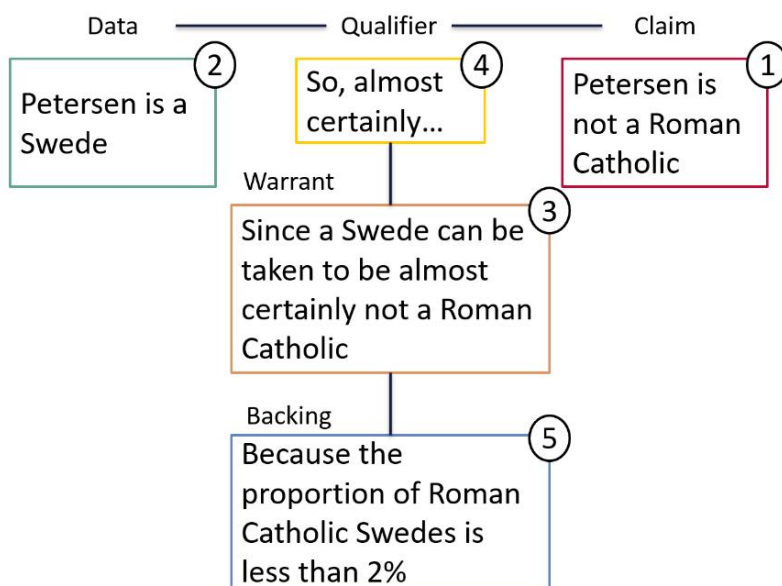 Data Qualifier Claim
2 4 1
Petersen is a
Swede
So, almost
certainly...
Petersen is
not a Roman
Catholic
Warrant
3
Since a Swede can be
taken to be almost
certainly not a Roman
Catholic
Backing
5
Because the
proportion of Roman
Catholic Swedes is
less than 2%